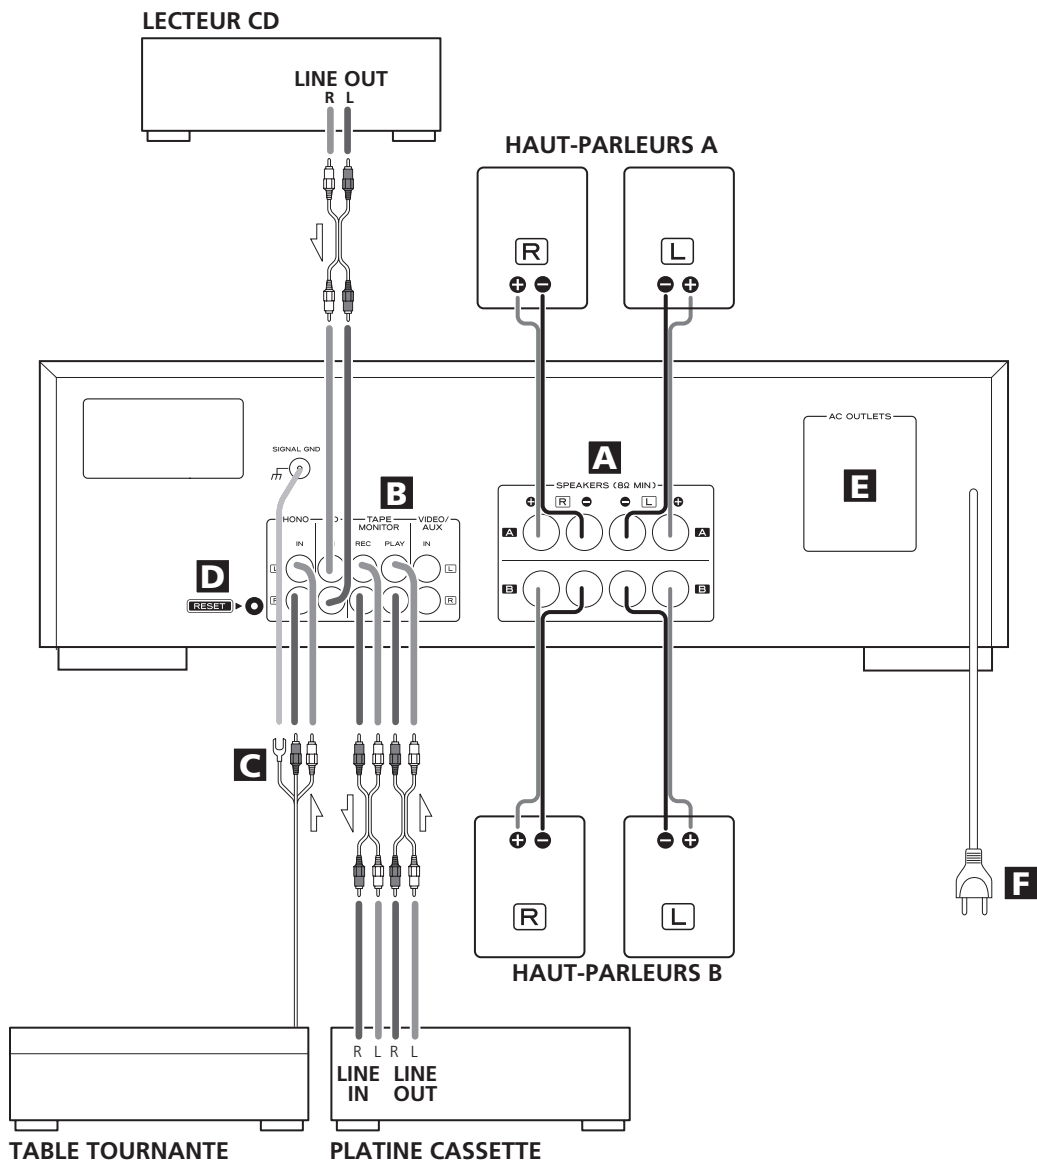 LECTEUR CD
LINE OUT
R L
HAUT-PARLEURS A
R L
+ − − +
SIGNAL GND
AC OUTLETS
A
SPEAKERS (8Ω MIN)
+ R − − L +
B
E
TAPE MONITOR
VIDEO/AUX
IN REC PLAY IN
A A
L L
D
RESET
R R
B B
C
+ − − +
R L
F
HAUT-PARLEURS B
R L R L
LINE IN
LINE OUT
TABLE TOURNANTE
PLATINE CASSETTE